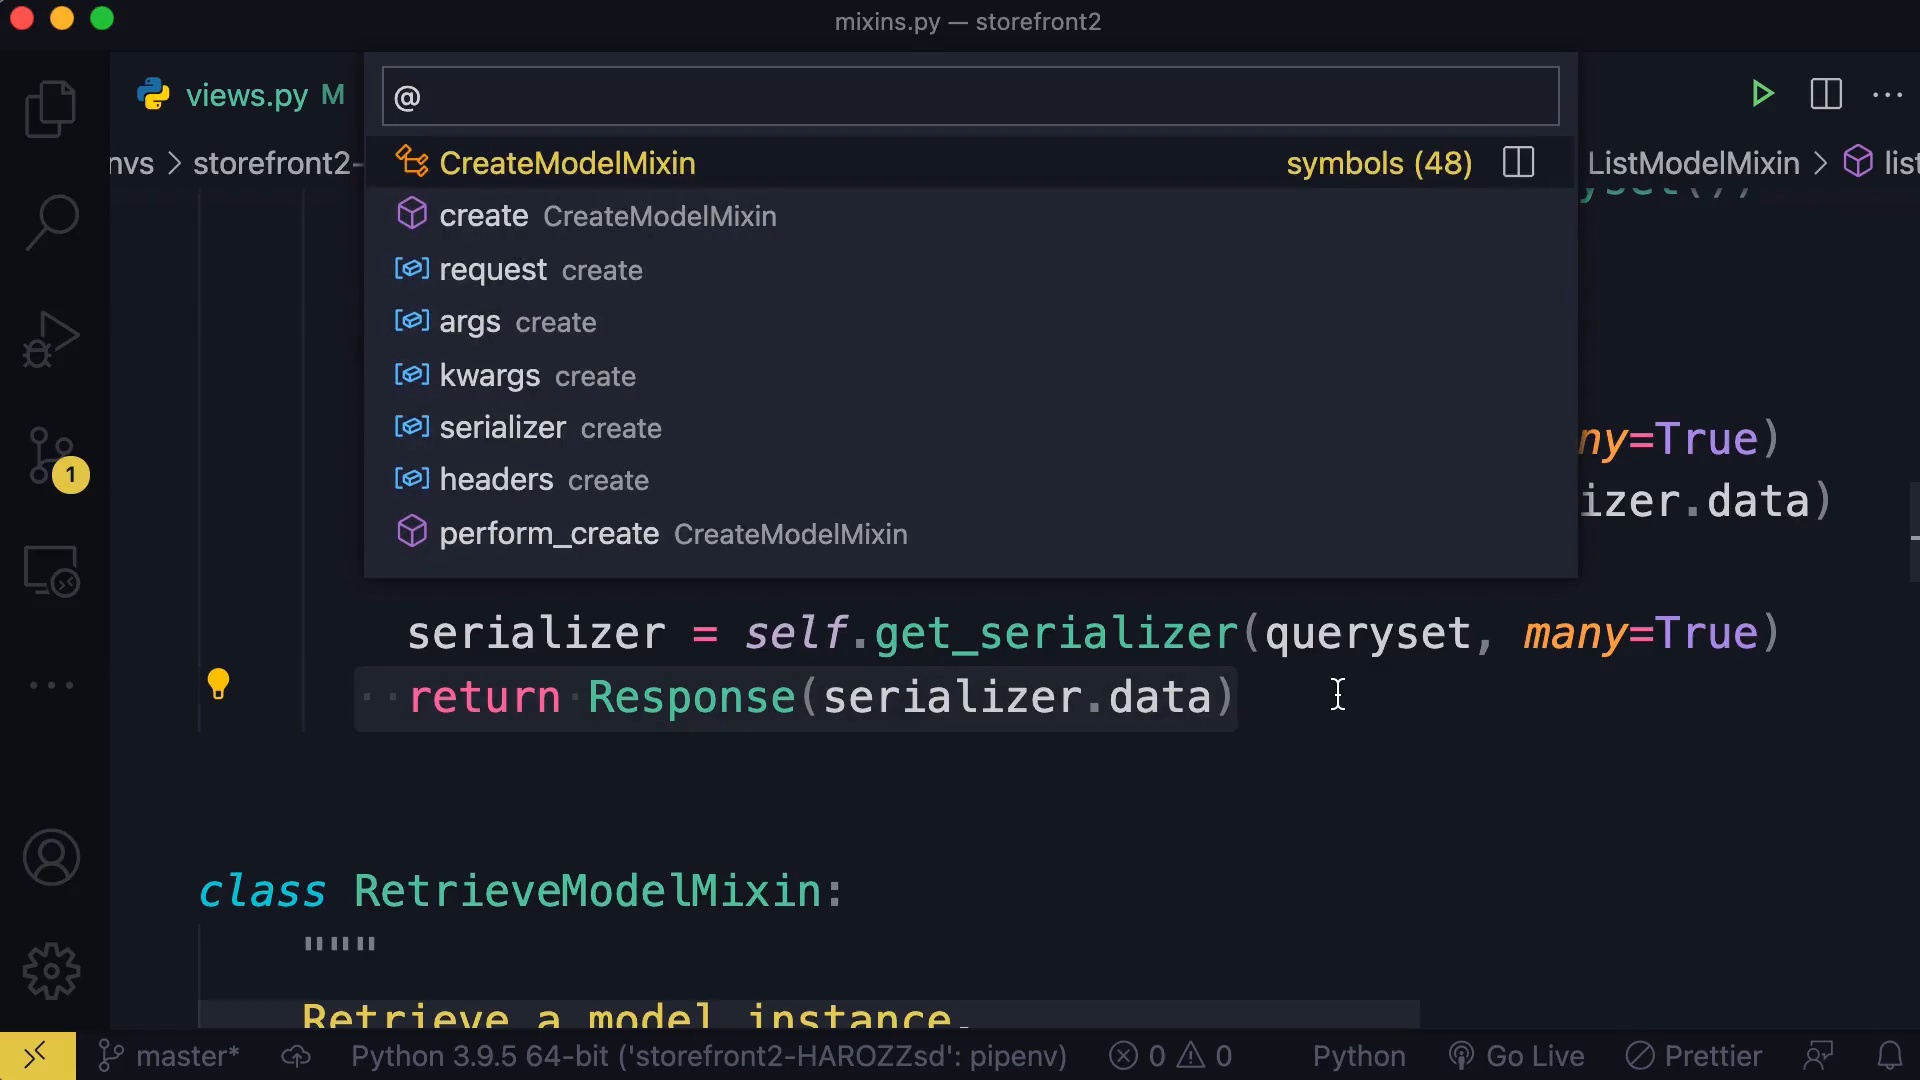 mixins.py — storefront2
views.py M
@
nvs > storefront2-
CreateModelMixin symbols (48)
ListModelMixin > list
create CreateModelMixin
request create
args create
kwargs create
serializer create
headers create
perform_create CreateModelMixin
ny=True)
izer.data)
serializer = self.get_serializer(queryset, many=True)
return Response(serializer.data)
class RetrieveModelMixin:
"""
Retrieve a model instance.
1
master* Python 3.9.5 64-bit ('storefront2-HAROZZsd': pipenv) 0 0 Python Go Live Prettier